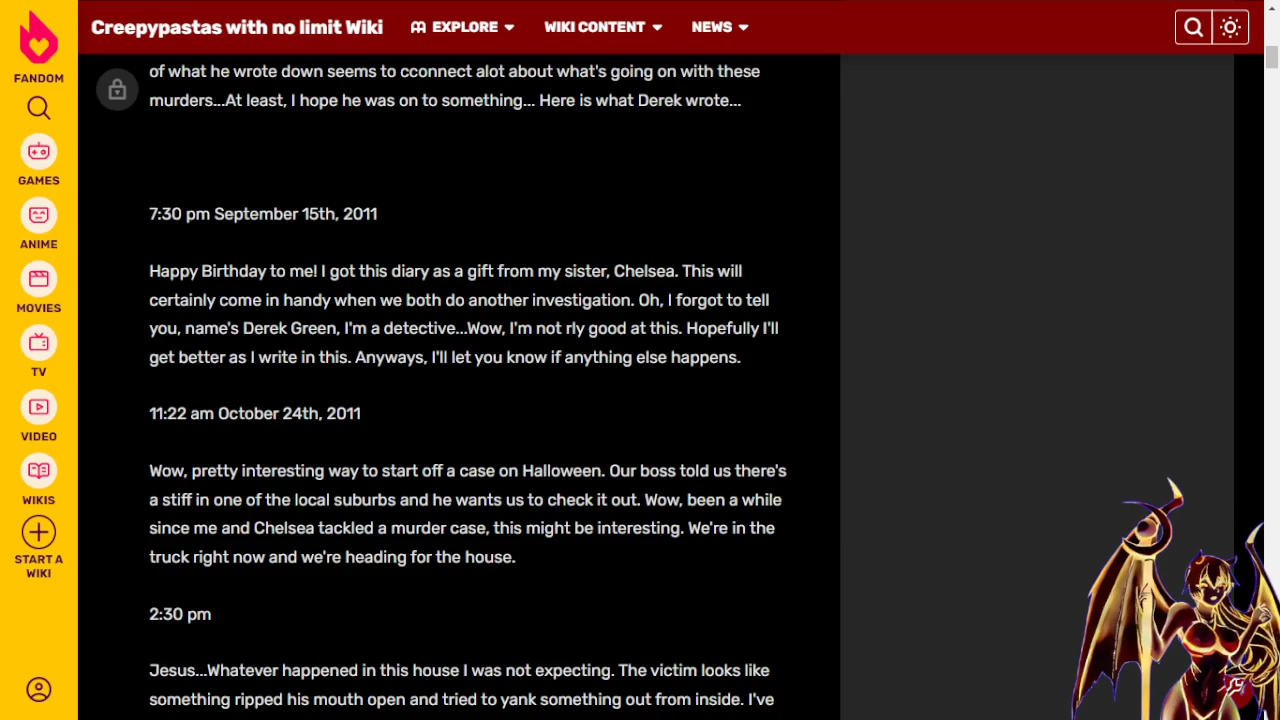 Creepypastas with no limit Wiki
EXPLORE
WIKI CONTENT
NEWS
FANDOM
GAMES
ANIME
MOVIES
TV
VIDEO
WIKIS
START A
WIKI
of what he wrote down seems to cconnect alot about what's going on with these
murders...At least, I hope he was on to something... Here is what Derek wrote...
7:30 pm September 15th, 2011
Happy Birthday to me! I got this diary as a gift from my sister, Chelsea. This will
certainly come in handy when we both do another investigation. Oh, I forgot to tell
you, name's Derek Green, I'm a detective...Wow, I'm not rly good at this. Hopefully I'll
get better as I write in this. Anyways, I'll let you know if anything else happens.
11:22 am October 24th, 2011
Wow, pretty interesting way to start off a case on Halloween. Our boss told us there's
a stiff in one of the local suburbs and he wants us to check it out. Wow, been a while
since me and Chelsea tackled a murder case, this might be interesting. We're in the
truck right now and we're heading for the house.
2:30 pm
Jesus...Whatever happened in this house I was not expecting. The victim looks like
something ripped his mouth open and tried to yank something out from inside. I've